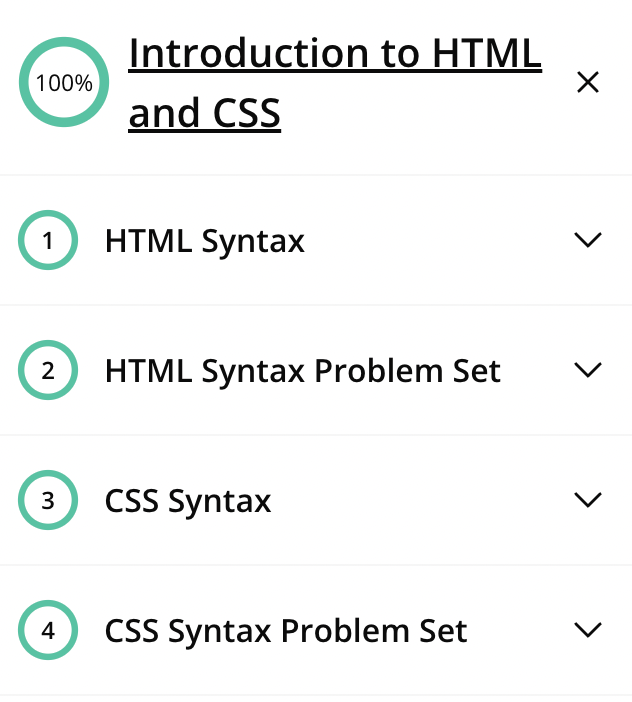 100%
Introduction to HTML
and CSS
1 HTML Syntax
2 HTML Syntax Problem Set
3 CSS Syntax
4 CSS Syntax Problem Set